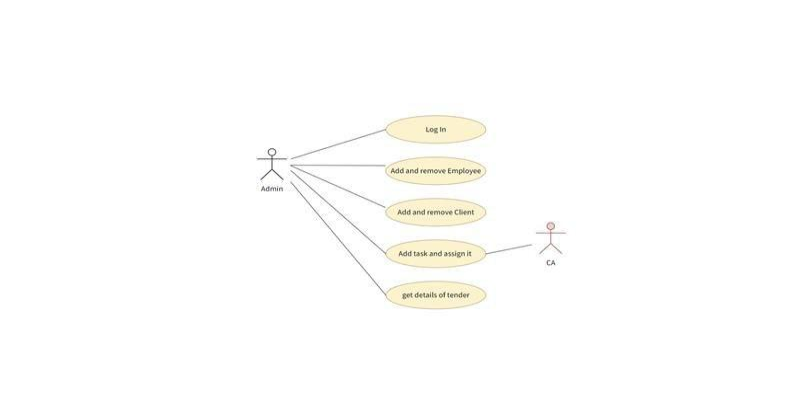 Log In
Add and remove Employee
Admin
Add and remove Client
Add task and assign it
CA
get details of tender